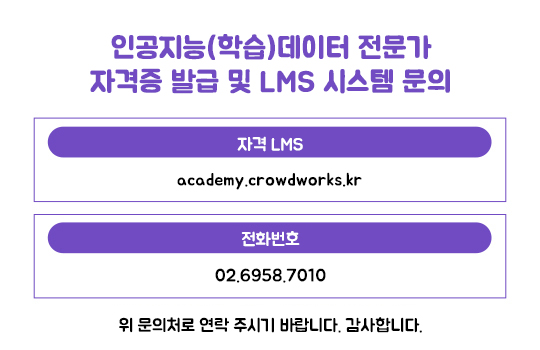 인공지능(학습)데이터 전문가
자격증 발급 및 LMS 시스템 문의
자격 LMS
academy.crowdworks.kr
전화번호
02.6958.7010
위 문의처로 연락 주시기 바랍니다. 감사합니다.